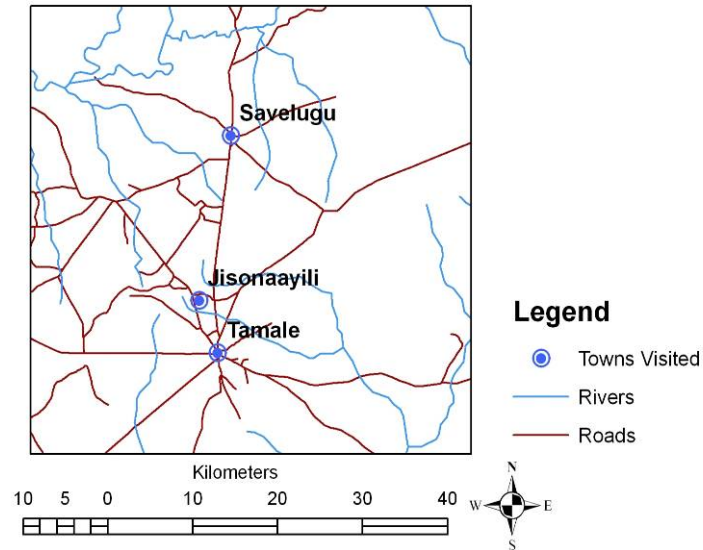 Savelugu
Jisonaayili
Tamale
Legend
Towns Visited
Rivers
Roads
Kilometers
10 5 0 10 20 30 40
N
W E
S